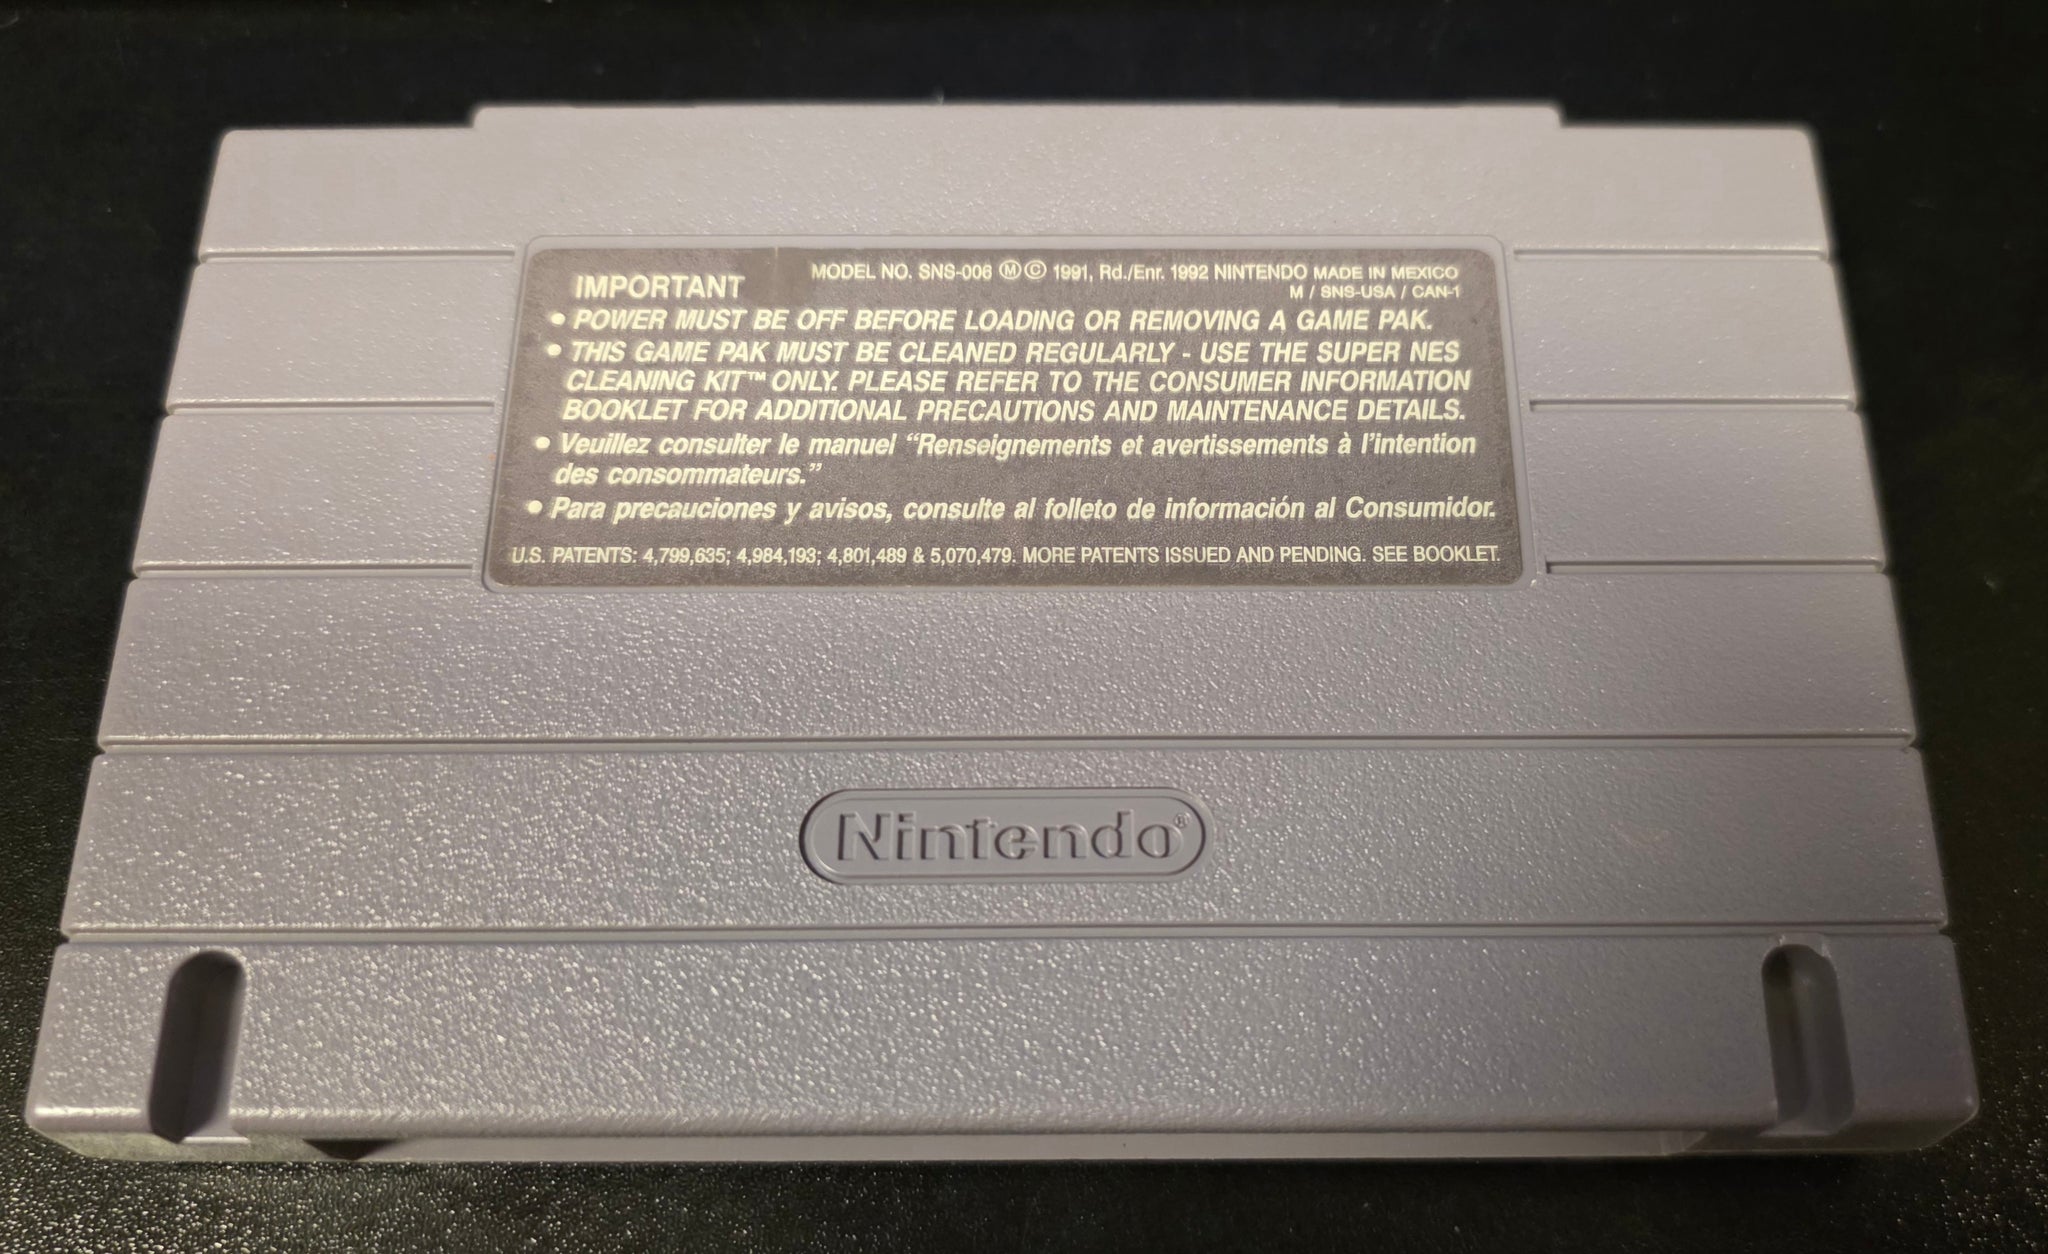 IMPORTANT
MODEL NO. SNS-006 Ⓜ© 1991, Rd./Enr. 1992 NINTENDO MADE IN MEXICO
M / SNS-USA / CAN-1
• POWER MUST BE OFF BEFORE LOADING OR REMOVING A GAME PAK.
• THIS GAME PAK MUST BE CLEANED REGULARLY - USE THE SUPER NES
CLEANING KIT™ ONLY. PLEASE REFER TO THE CONSUMER INFORMATION
BOOKLET FOR ADDITIONAL PRECAUTIONS AND MAINTENANCE DETAILS.
• Veuillez consulter le manuel “Renseignements et avertissements à l’intention
des consommateurs.”
• Para precauciones y avisos, consulte al folleto de información al Consumidor.
U.S. PATENTS: 4,799,635; 4,984,193; 4,801,489 & 5,070,479. MORE PATENTS ISSUED AND PENDING. SEE BOOKLET.
Nintendo®